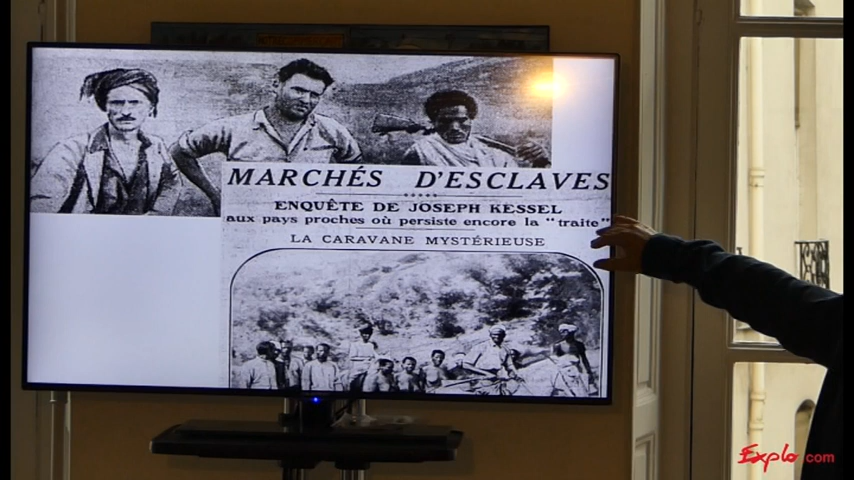 MARCHÉS D'ESCLAVES
ENQUÊTE DE JOSEPH KESSEL
aux pays proches où persiste encore la "traite"
LA CARAVANE MYSTÉRIEUSE
Explo.com